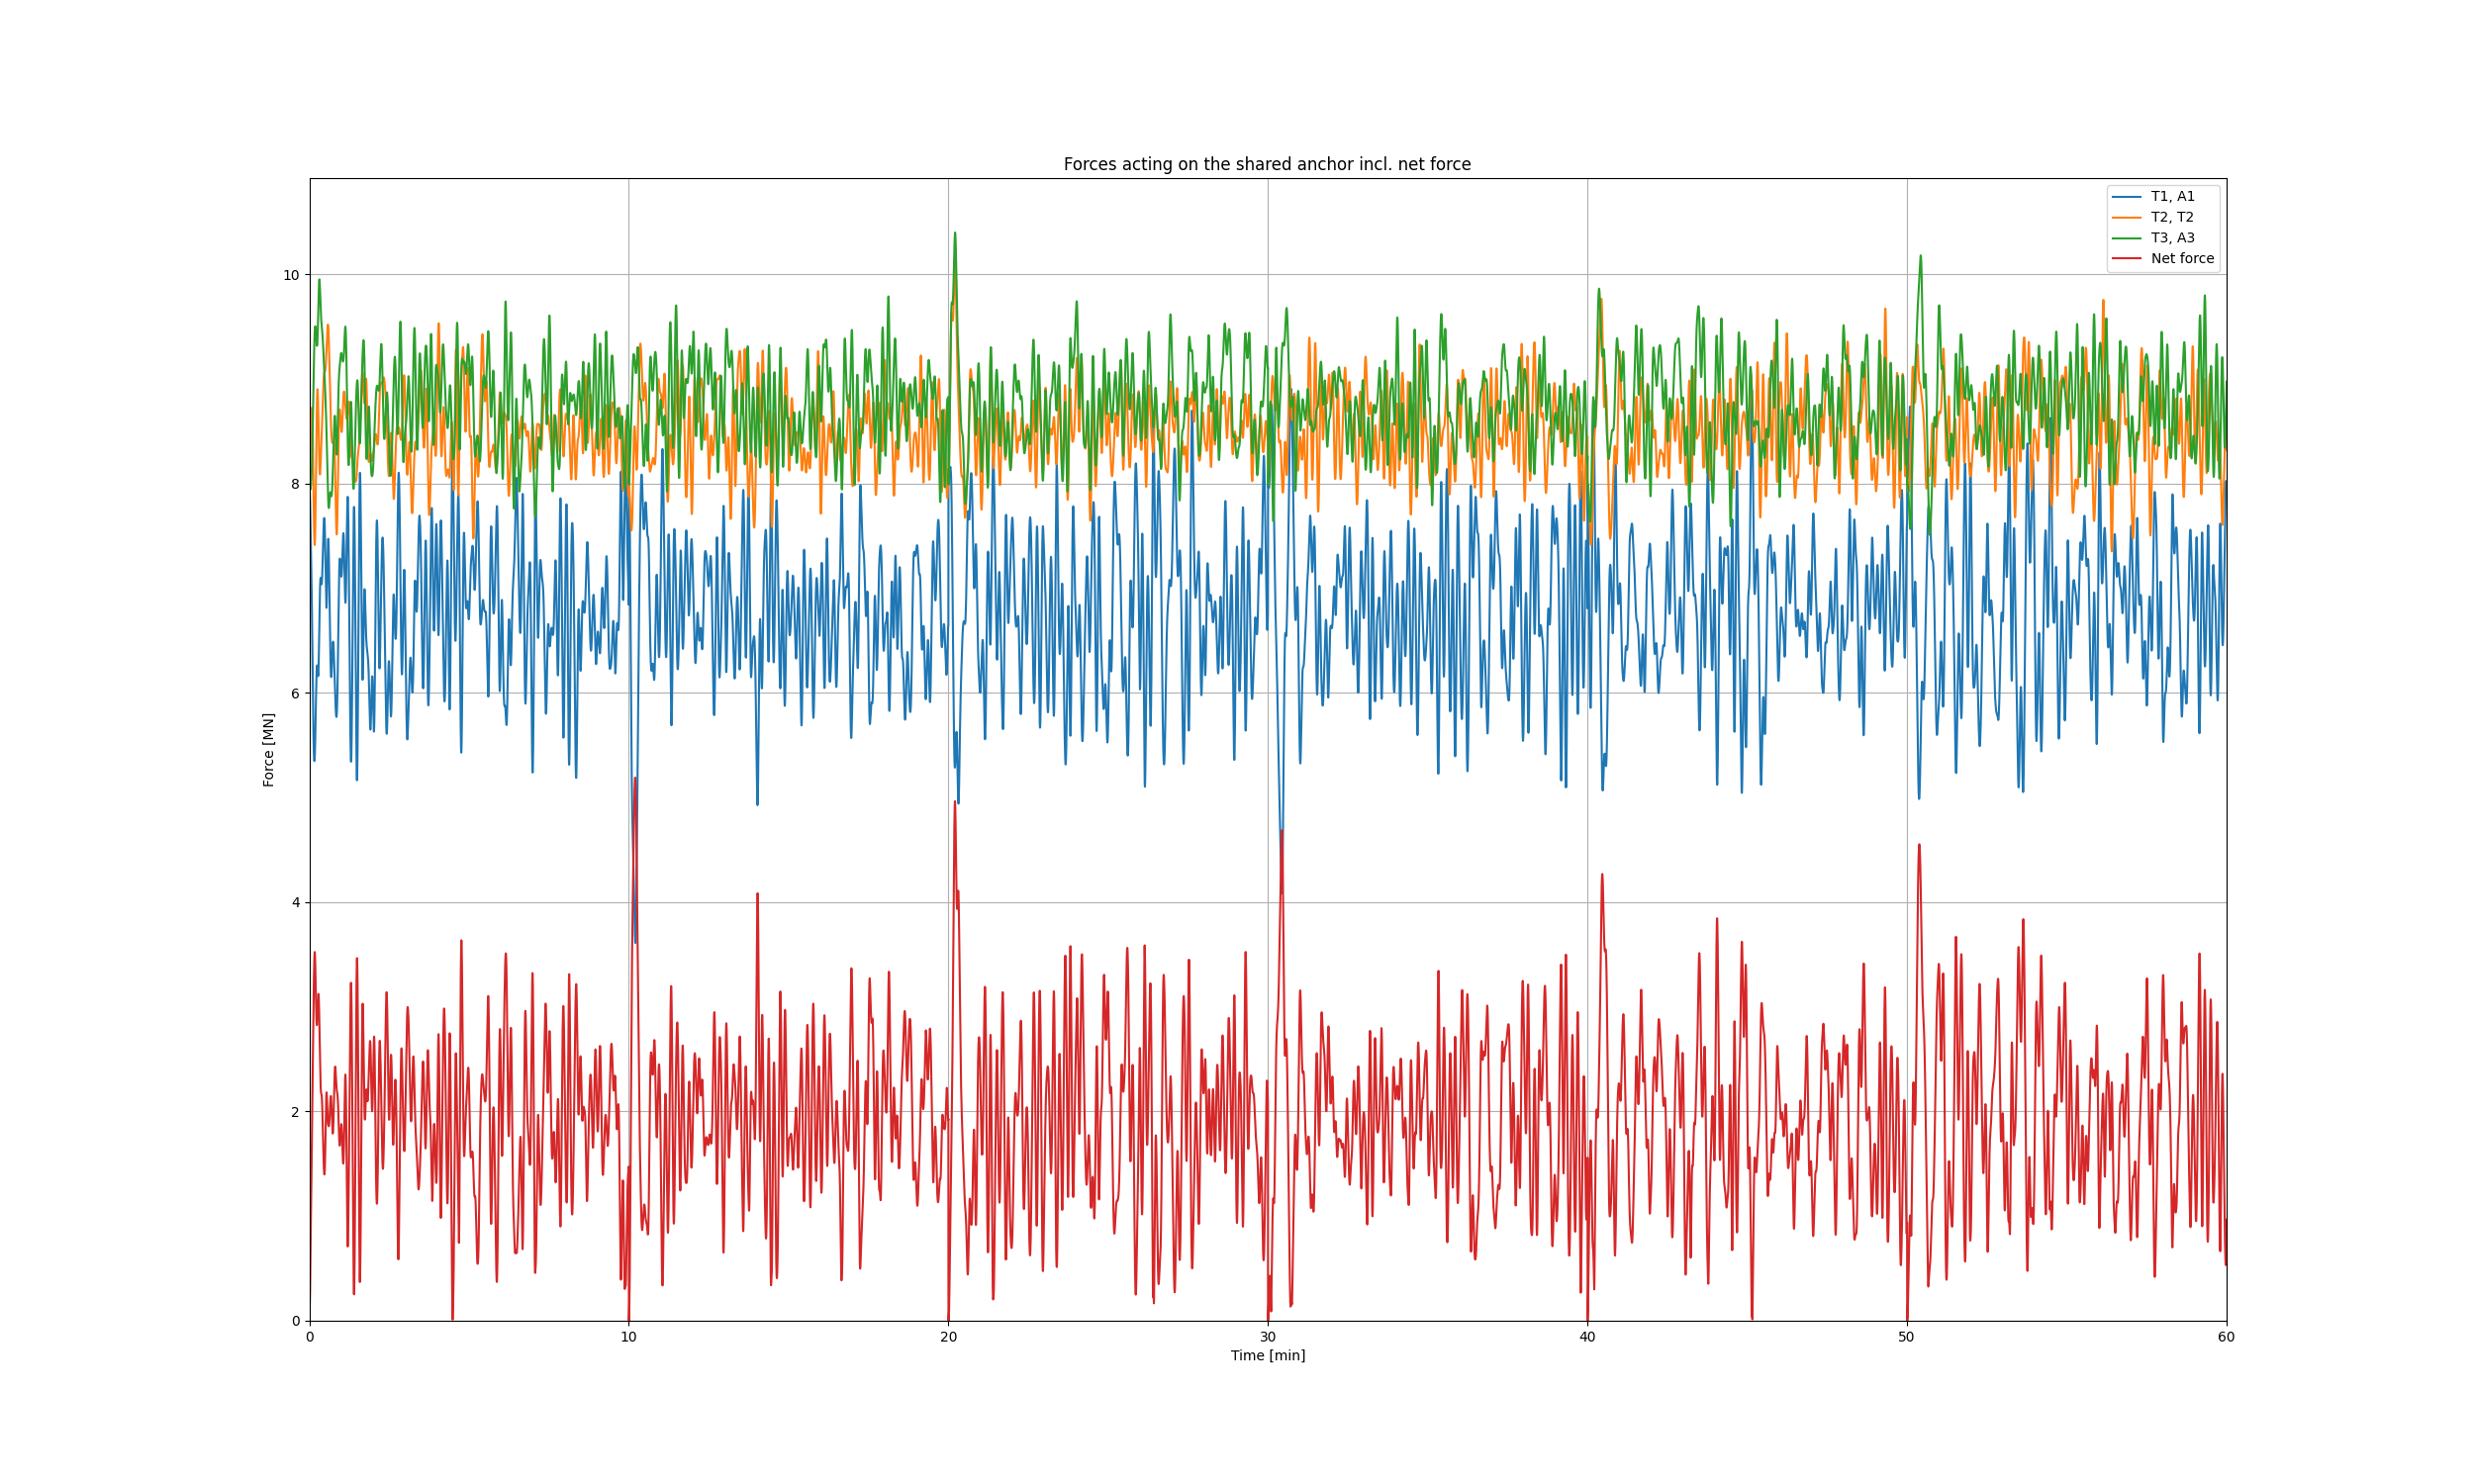 Forces acting on the shared anchor incl. net force
T1, A1
T2, T2
T3, A3
Net force
10
8
6
4
2
0
Force [MN]
0 10 20 30 40 50 60
Time [min]